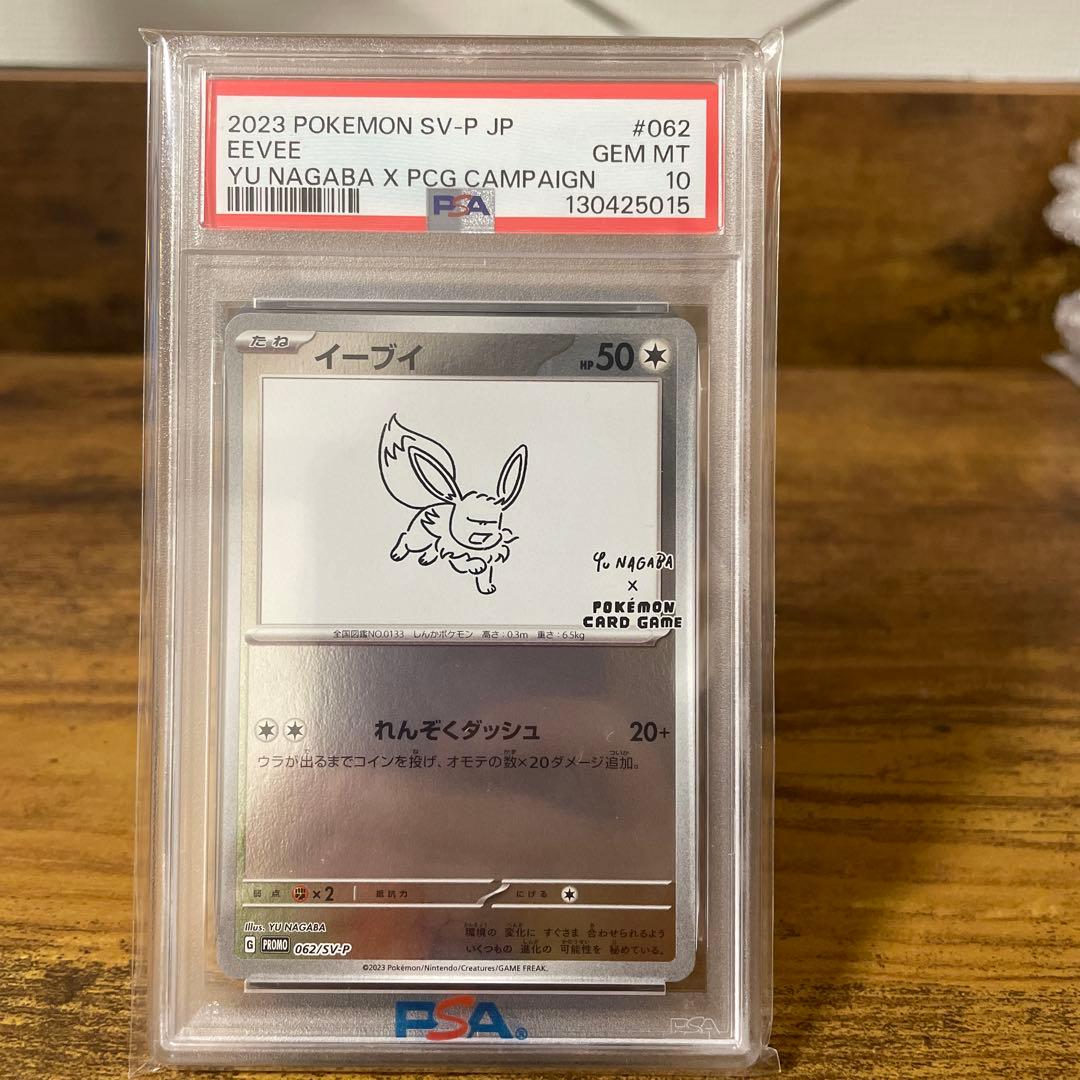 2023 POKEMON SV-P JP #062
EEVEE GEM MT
YU NAGABA X PCG CAMPAIGN 10
PSA 130425015
たね イーブイ HP50
Yu NAGABA
X
POKÉMON
CARD GAME
全国図鑑NO.0133 しんかポケモン 高さ:0.3m 重さ:6.5kg
れんぞくダッシュ 20+
ウラが出るまでコインを投げ、オモテの数×20ダメージ追加。
弱点 ×2 抵抗力 にげる
Illus. YU NAGABA
環境の変化に すぐさま 合わせられるよう
G PROMO 062/SV-P いくつもの 進化の 可能性を 秘めている。
©2023 Pokémon/Nintendo/Creatures/GAME FREAK.
PSA®
PSA